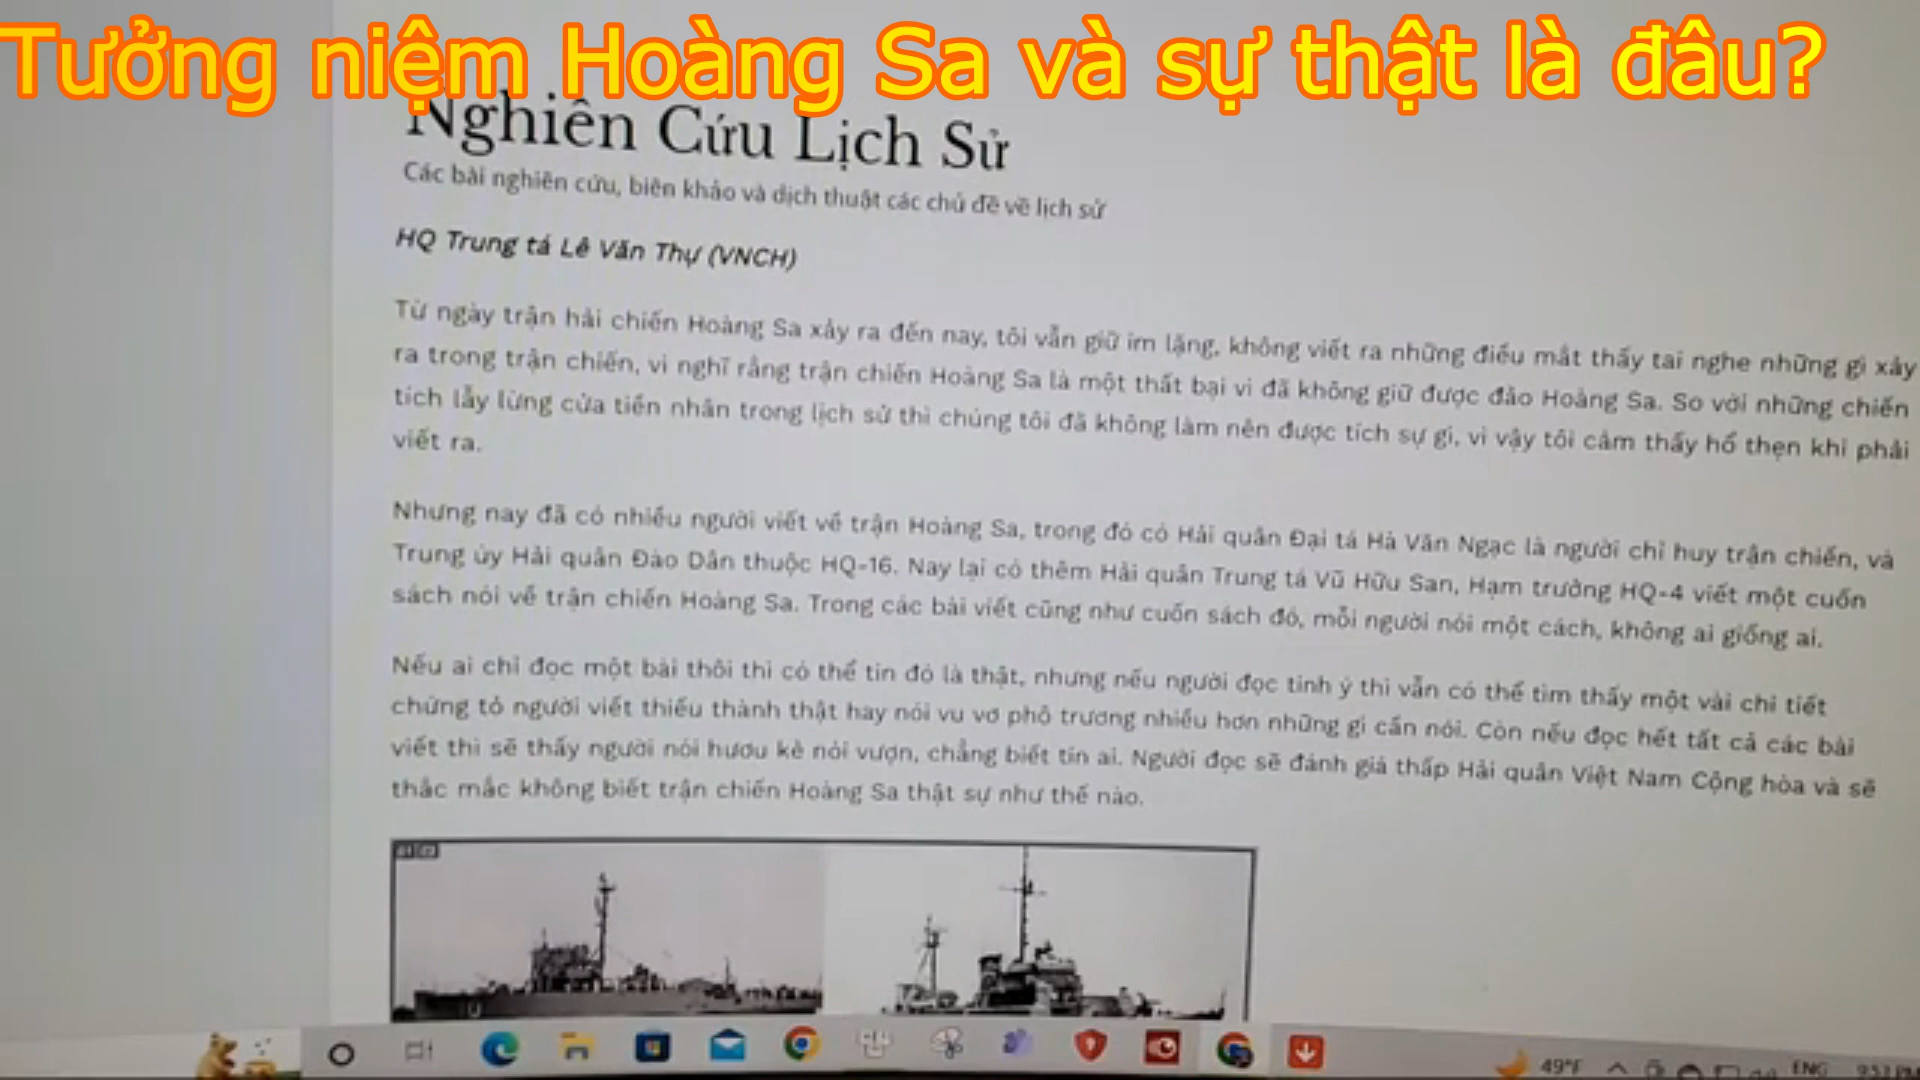 Tưởng niệm Hoàng Sa và sự thật là đâu?
Nghiên Cứu Lịch Sử
Các bài nghiên cứu, biên khảo và dịch thuật các chủ đề về lịch sử
HQ Trung tá Lê Văn Thự (VNCH)
Từ ngày trận hải chiến Hoàng Sa xảy ra đến nay, tôi vẫn giữ im lặng, không viết ra những điều mắt thấy tai nghe những gì xảy
ra trong trận chiến, vì nghĩ rằng trận chiến Hoàng Sa là một thất bại vì đã không giữ được đảo Hoàng Sa. So với những chiến
tích lẫy lừng của tiền nhân trong lịch sử thì chúng tôi đã không làm nên được tích sự gì, vì vậy tôi cảm thấy hổ thẹn khi phải
viết ra.
Nhưng nay đã có nhiều người viết về trận Hoàng Sa, trong đó có Hải quân Đại tá Hà Văn Ngạc là người chỉ huy trận chiến, và
Trung úy Hải quân Đào Dân thuộc HQ-16. Nay lại có thêm Hải quân Trung tá Vũ Hữu San, Hạm trưởng HQ-4 viết một cuốn
sách nói về trận chiến Hoàng Sa. Trong các bài viết cũng như cuốn sách đó, mỗi người nói một cách, không ai giống ai.
Nếu ai chỉ đọc một bài thôi thì có thể tin đó là thật, nhưng nếu người đọc tinh ý thì vẫn có thể tìm thấy một vài chi tiết
chứng tỏ người viết thiếu thành thật hay nói vu vơ phô trương nhiều hơn những gì cần nói. Còn nếu đọc hết tất cả các bài
viết thì sẽ thấy người nói hươu kẻ nói vượn, chẳng biết tin ai. Người đọc sẽ đánh giá thấp Hải quân Việt Nam Cộng hòa và sẽ
thắc mắc không biết trận chiến Hoàng Sa thật sự như thế nào.
49°F
ENG
9:53 PM